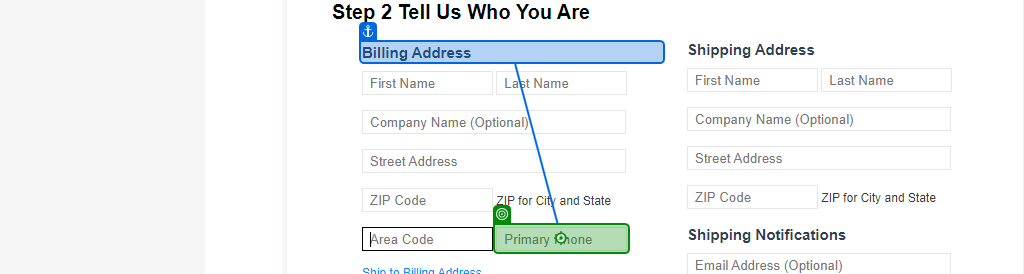 Step 2 Tell Us Who You Are
Billing Address
First Name
Last Name
Company Name (Optional)
Street Address
ZIP Code
ZIP for City and State
Area Code
Primary Phone
Ship to Billing Address
Shipping Address
First Name
Last Name
Company Name (Optional)
Street Address
ZIP Code
ZIP for City and State
Shipping Notifications
Email Address (Optional)